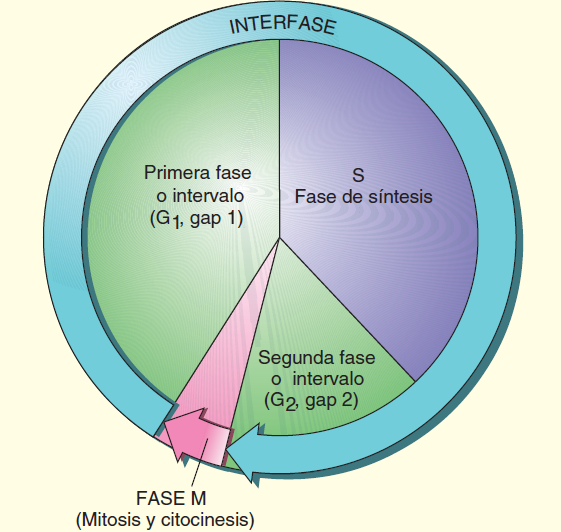 INTERFASE
Primera fase
o intervalo
(G1, gap 1)
S
Fase de síntesis
Segunda fase
o intervalo
(G2, gap 2)
FASE M
(Mitosis y citocinesis)